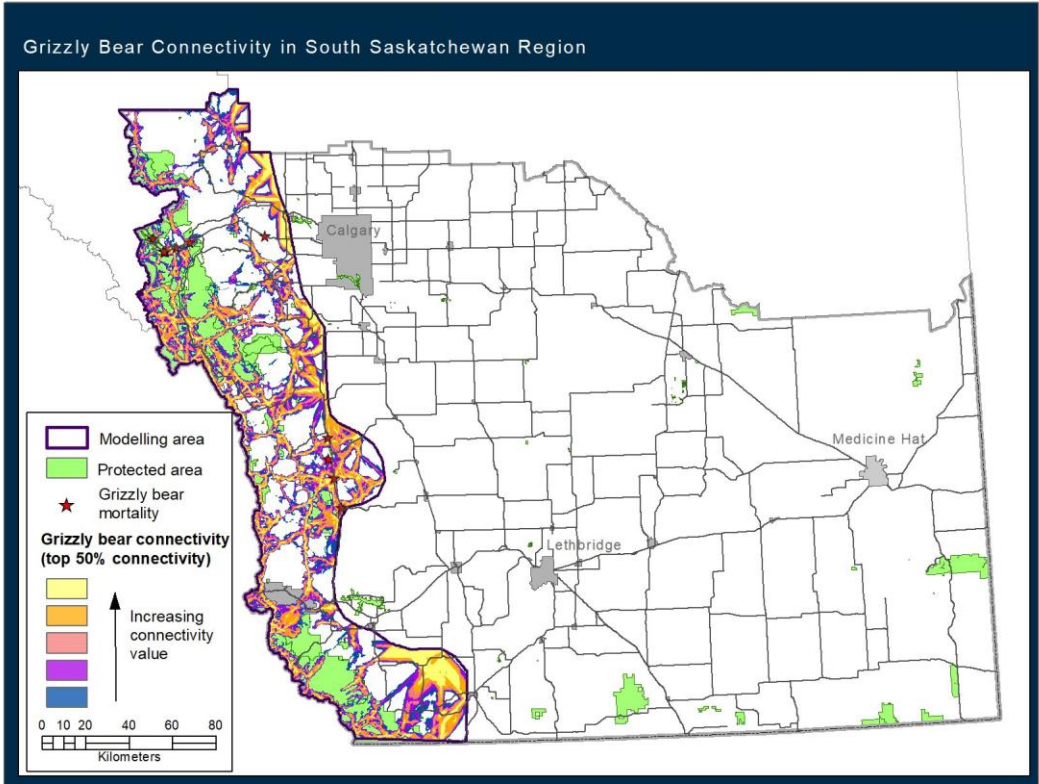 Grizzly Bear Connectivity in South Saskatchewan Region
Calgary
Medicine Hat
Lethbridge
Modelling area
Protected area
Grizzly bear
mortality
Grizzly bear connectivity
(top 50% connectivity)
Increasing
connectivity
value
0 10 20 40 60 80
Kilometers